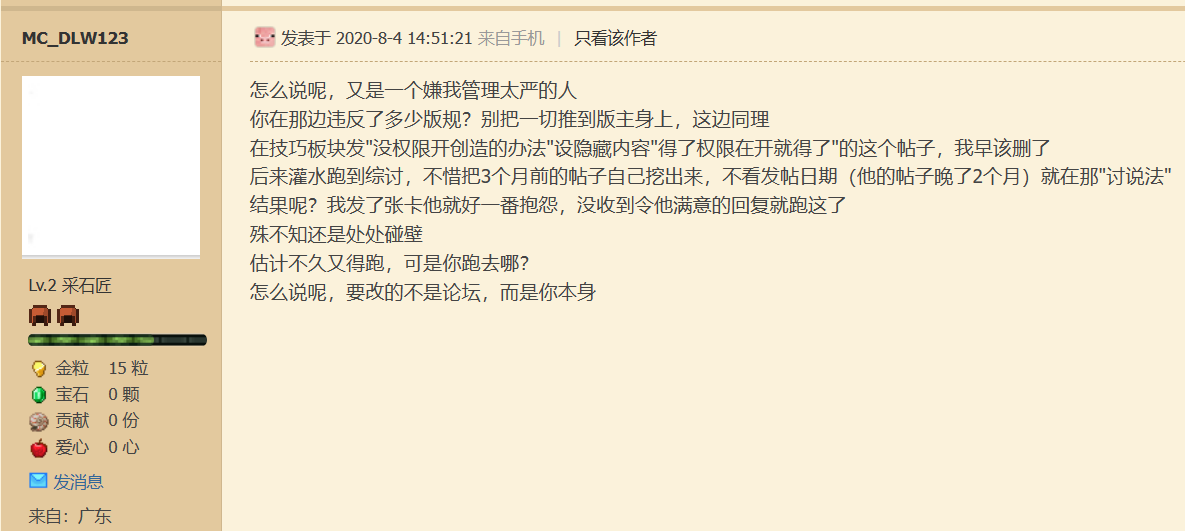 MC_DLW123
发表于 2020-8-4 14:51:21 来自手机 | 只看该作者
怎么说呢，又是一个嫌我管理太严的人
你在那边违反了多少版规？别把一切推到版主身上，这边同理
在技巧板块发"没权限开创造的办法"设隐藏内容"得了权限在开就得了"的这个帖子，我早该删了
后来灌水跑到综讨，不惜把3个月前的帖子自己挖出来，不看发帖日期（他的帖子晚了2个月）就在那"讨说法"
结果呢？我发了张卡他就好一番抱怨，没收到令他满意的回复就跑这了
殊不知还是处处碰壁
估计不久又得跑，可是你跑去哪？
怎么说呢，要改的不是论坛，而是你本身
Lv.2 采石匠
金粒 15 粒
宝石 0 颗
贡献 0 份
爱心 0 心
发消息
来自：广东